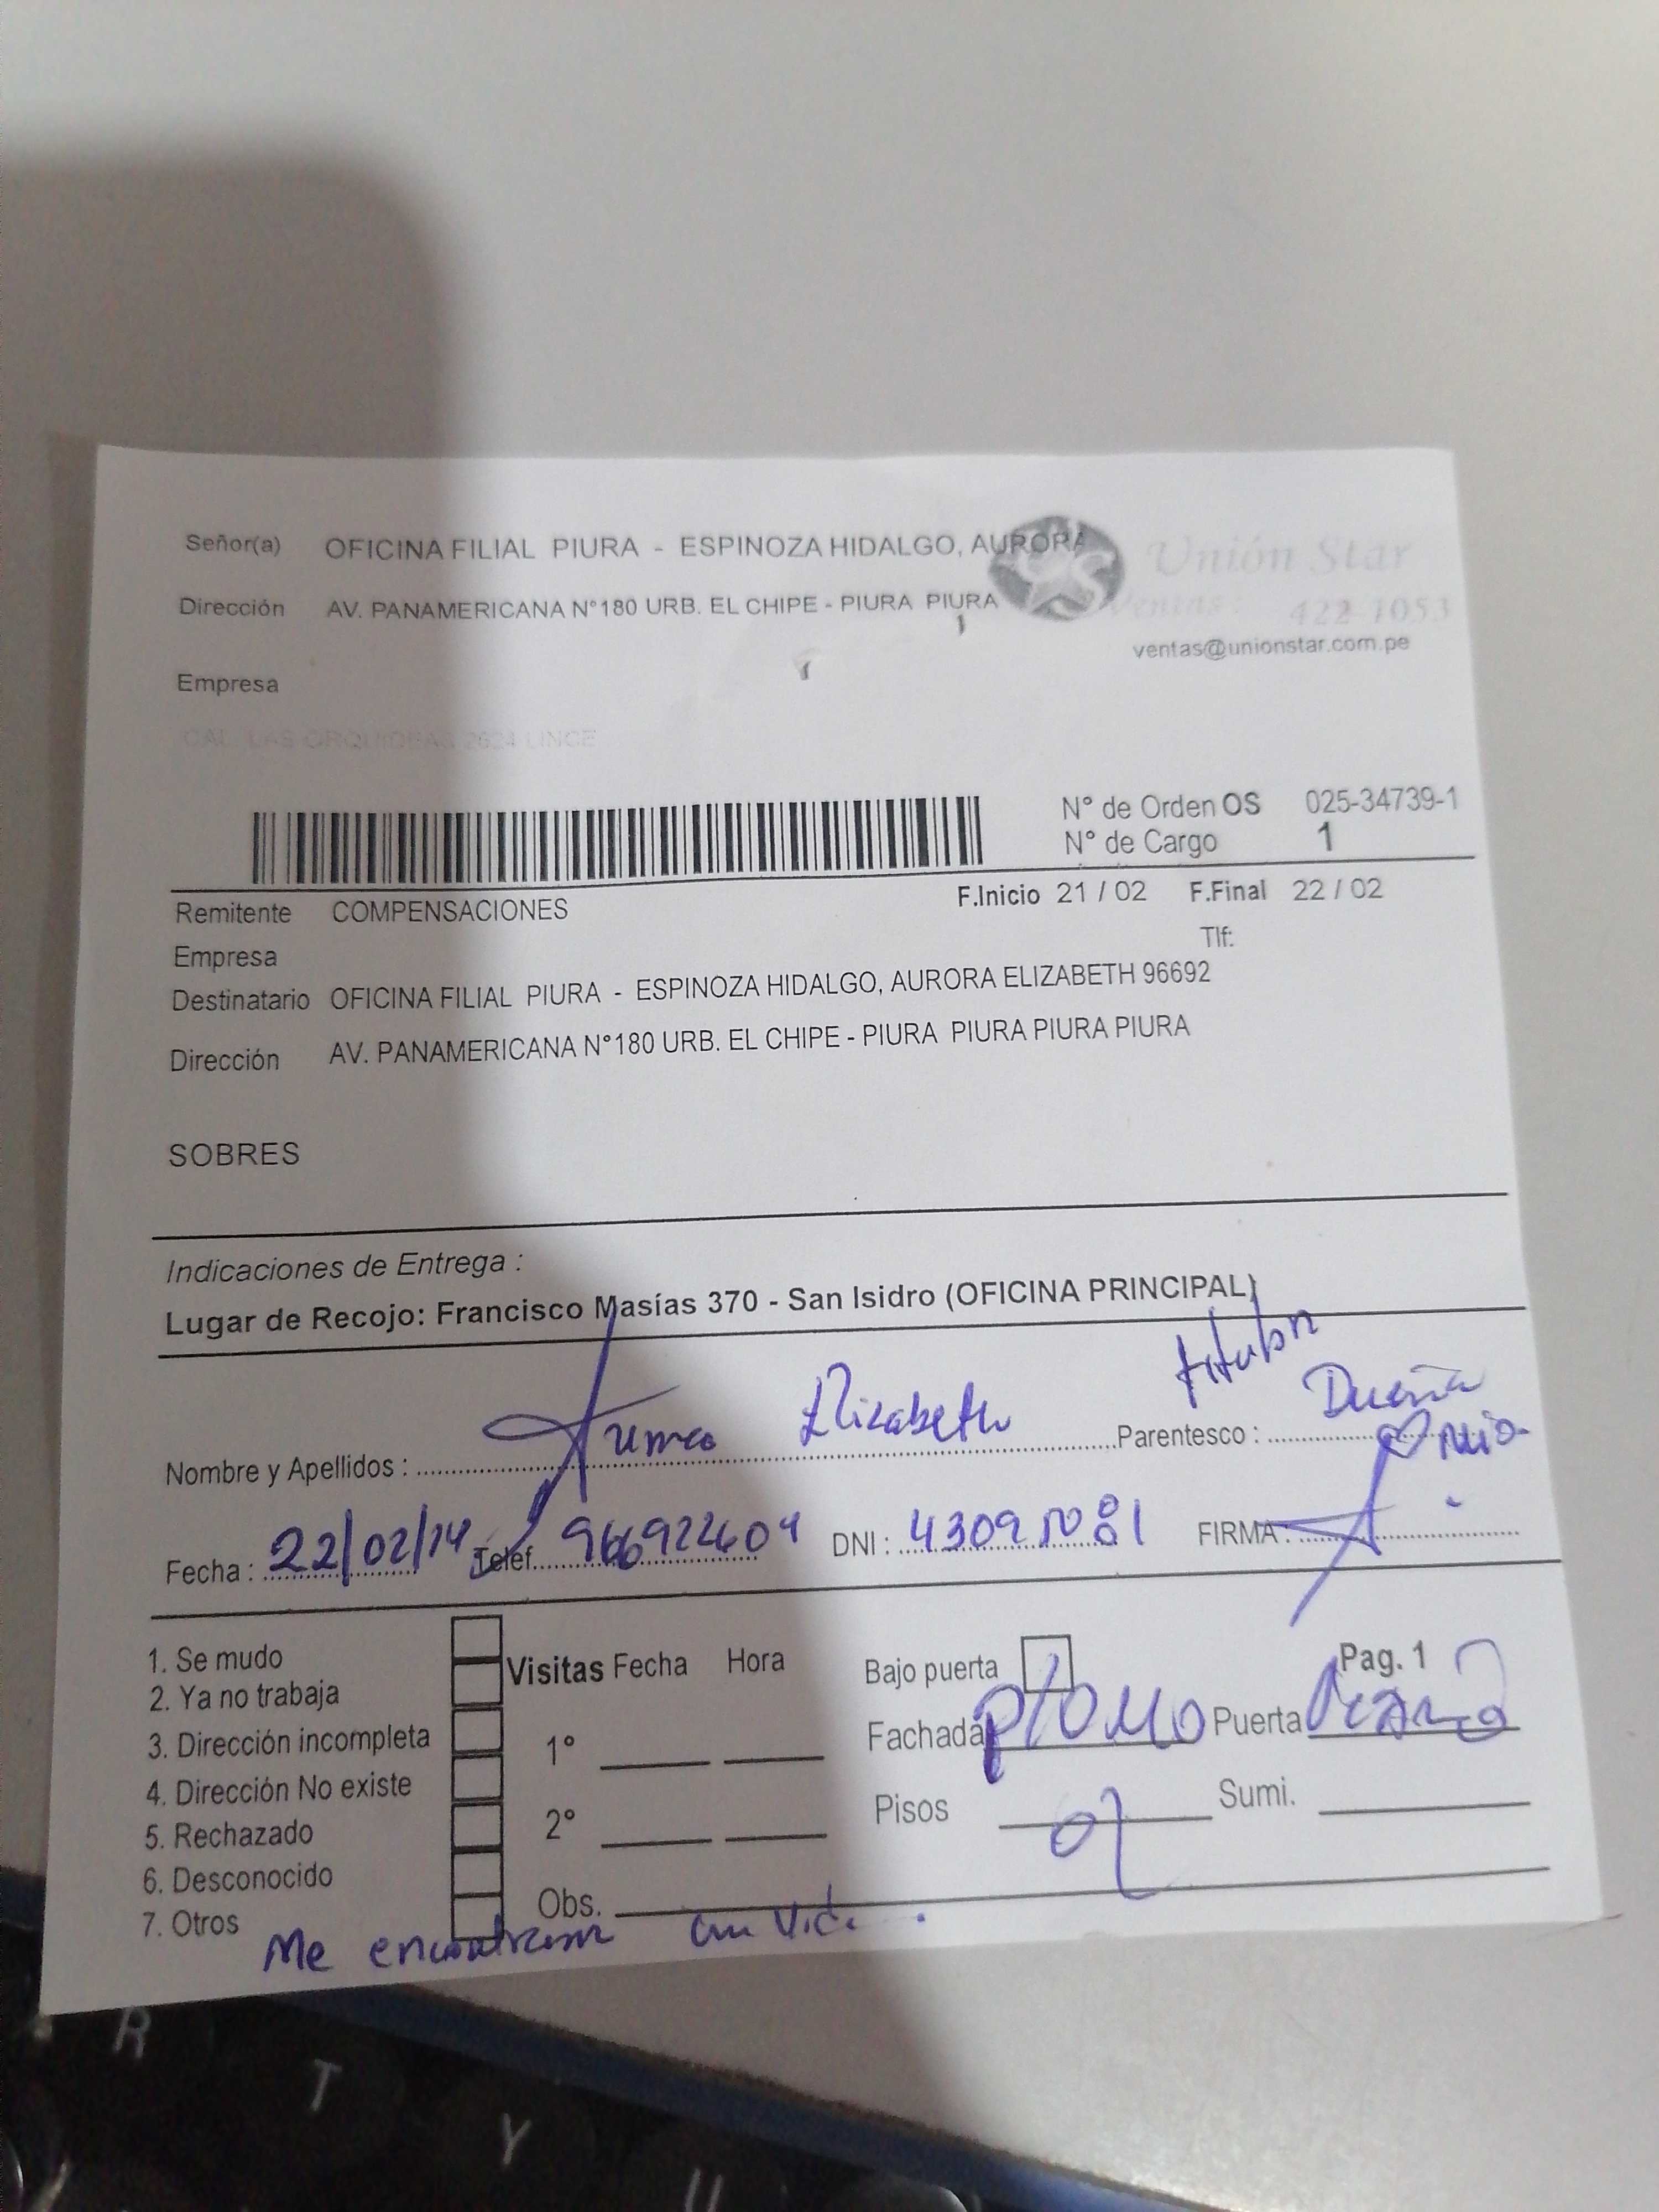 Señor(a) OFICINA FILIAL PIURA - ESPINOZA HIDALGO, AURORA
Unión Star
Dirección AV. PANAMERICANA N°180 URB. EL CHIPE - PIURA PIURA
Ventas: 422-1053
ventas@unionstar.com.pe
Empresa
CAL. LAS ORQUIDEAS 2624 LINCE
N° de Orden OS 025-34739-1
N° de Cargo 1
F.Inicio 21 / 02 F.Final 22 / 02
Remitente COMPENSACIONES
Tlf:
Empresa
Destinatario OFICINA FILIAL PIURA - ESPINOZA HIDALGO, AURORA ELIZABETH 96692
Dirección AV. PANAMERICANA N°180 URB. EL CHIPE - PIURA PIURA PIURA PIURA
SOBRES
Indicaciones de Entrega :
Lugar de Recojo: Francisco Masías 370 - San Isidro (OFICINA PRINCIPAL)
Nombre y Apellidos : Elizabeth Parentesco :
Fecha : 22/02/14 Telef. 966922604 DNI : FIRMA :
1. Se mudo
2. Ya no trabaja
3. Dirección incompleta
4. Dirección No existe
5. Rechazado
6. Desconocido
7. Otros
Visitas Fecha Hora
1°
2°
Obs.
Bajo puerta Pag. 1
Fachada plomo Puerta
Pisos 02 Sumi.
Me
R
T
Y
U